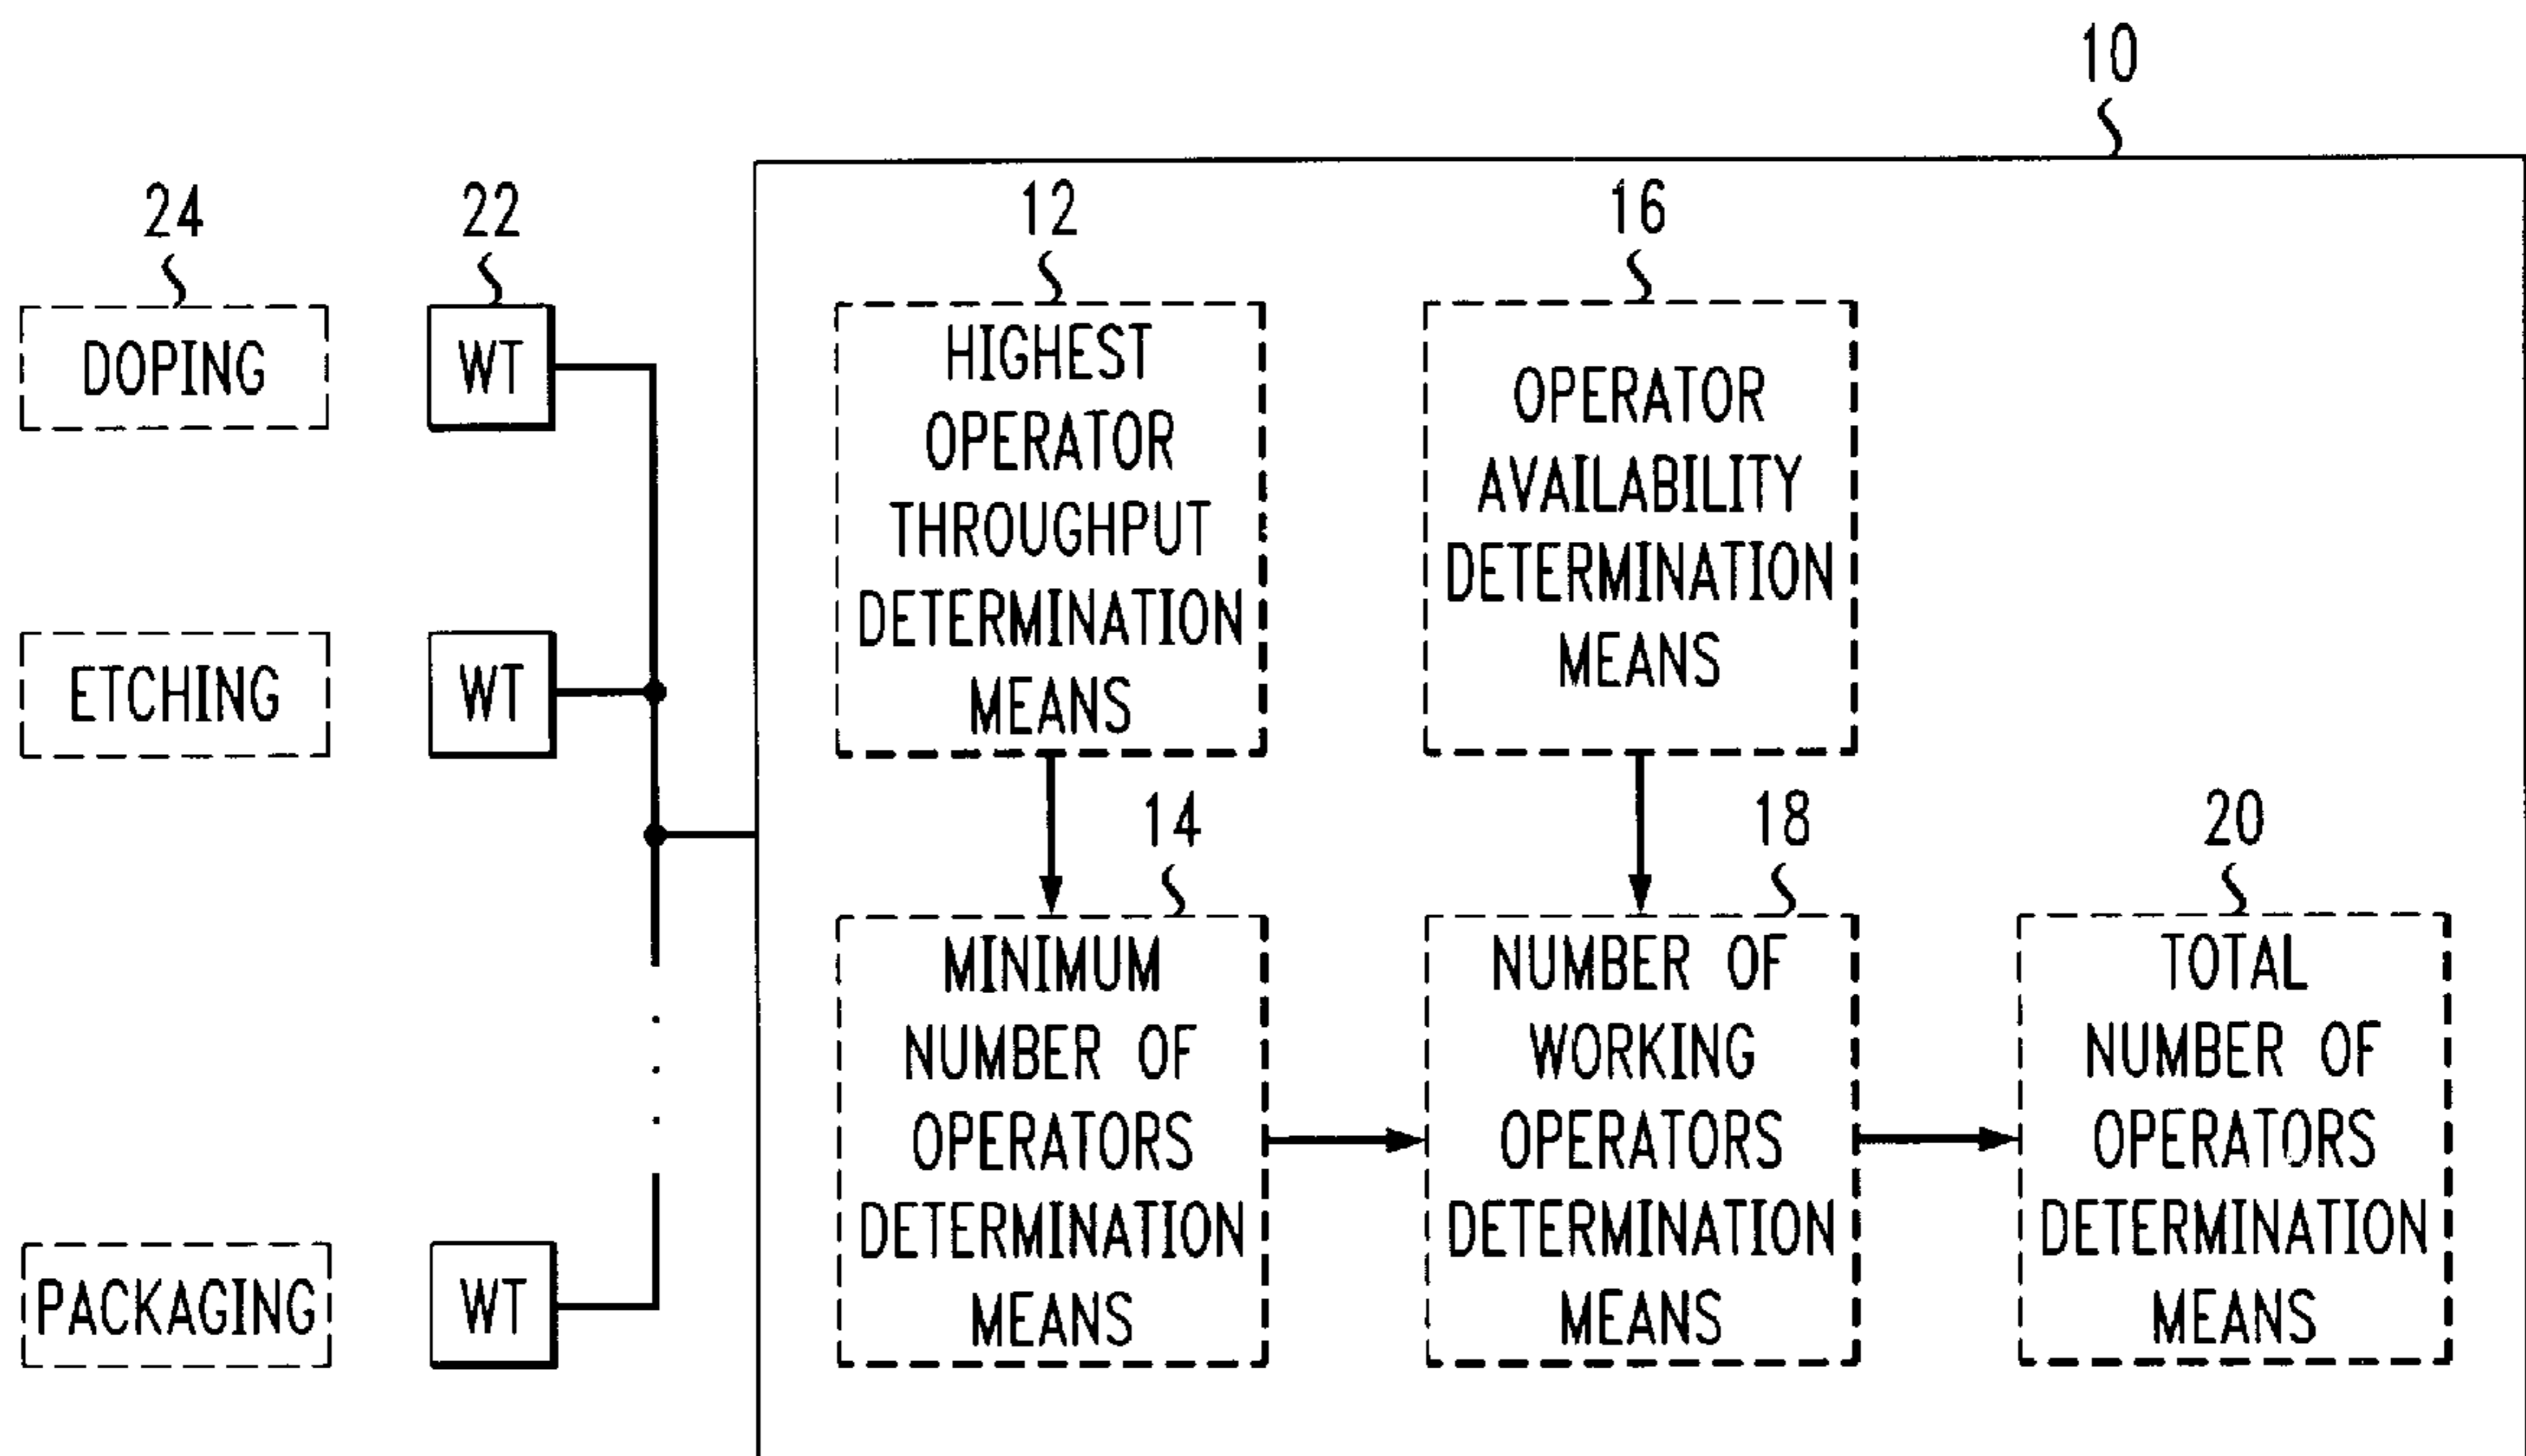 10
24
22
12
16
DOPING
WT
HIGHEST
OPERATOR
THROUGHPUT
DETERMINATION
MEANS
OPERATOR
AVAILABILITY
DETERMINATION
MEANS
ETCHING
WT
14
18
20
MINIMUM
NUMBER OF
OPERATORS
DETERMINATION
MEANS
NUMBER OF
WORKING
OPERATORS
DETERMINATION
MEANS
TOTAL
NUMBER OF
OPERATORS
DETERMINATION
MEANS
PACKAGING
WT